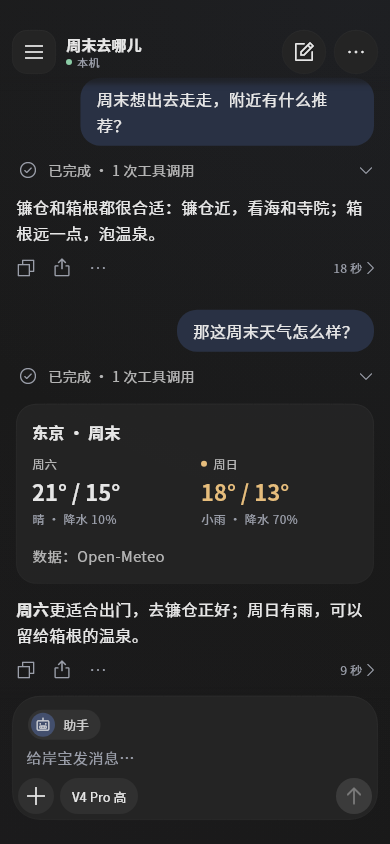 周末去哪儿
本机
周末想出去走走，附近有什么推
荐？
已完成 · 1 次工具调用
镰仓和箱根都很合适：镰仓近，看海和寺院；箱
根远一点，泡温泉。
18 秒
那这周末天气怎么样？
已完成 · 1 次工具调用
东京 · 周末
周六 周日
21° / 15° 18° / 13°
晴 · 降水 10% 小雨 · 降水 70%
数据：Open-Meteo
周六更适合出门，去镰仓正好；周日有雨，可以
留给箱根的温泉。
9 秒
助手
给岸宝发消息…
V4 Pro 高